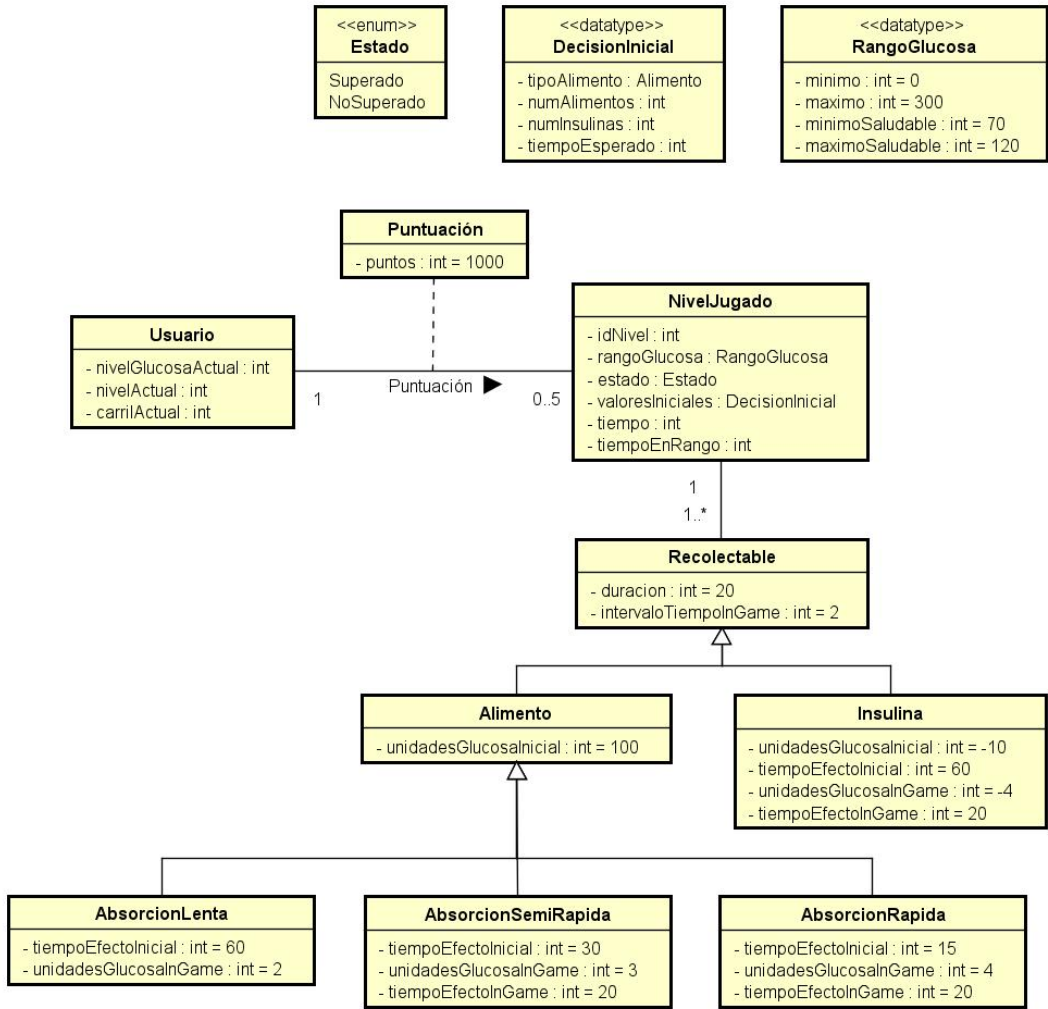 <<enum>>
Estado
Superado
NoSuperado
<<datatype>>
DecisionInicial
- tipoAlimento : Alimento
- numAlimentos : int
- numInsulinas : int
- tiempoEsperado : int
<<datatype>>
RangoGlucosa
- minimo : int = 0
- maximo : int = 300
- minimoSaludable : int = 70
- maximoSaludable : int = 120
Puntuación
- puntos : int = 1000
Usuario
- nivelGlucosaActual : int
- nivelActual : int
- carrilActual : int
1
Puntuación
0..5
NivelJugado
- idNivel : int
- rangoGlucosa : RangoGlucosa
- estado : Estado
- valoresIniciales : DecisionInicial
- tiempo : int
- tiempoEnRango : int
1
1..*
Recolectable
- duracion : int = 20
- intervaloTiempoInGame : int = 2
Alimento
- unidadesGlucosaInicial : int = 100
Insulina
- unidadesGlucosaInicial : int = -10
- tiempoEfectoInicial : int = 60
- unidadesGlucosaInGame : int = -4
- tiempoEfectoInGame : int = 20
AbsorcionLenta
- tiempoEfectoInicial : int = 60
- unidadesGlucosaInGame : int = 2
AbsorcionSemiRapida
- tiempoEfectoInicial : int = 30
- unidadesGlucosaInGame : int = 3
- tiempoEfectoInGame : int = 20
AbsorcionRapida
- tiempoEfectoInicial : int = 15
- unidadesGlucosaInGame : int = 4
- tiempoEfectoInGame : int = 20